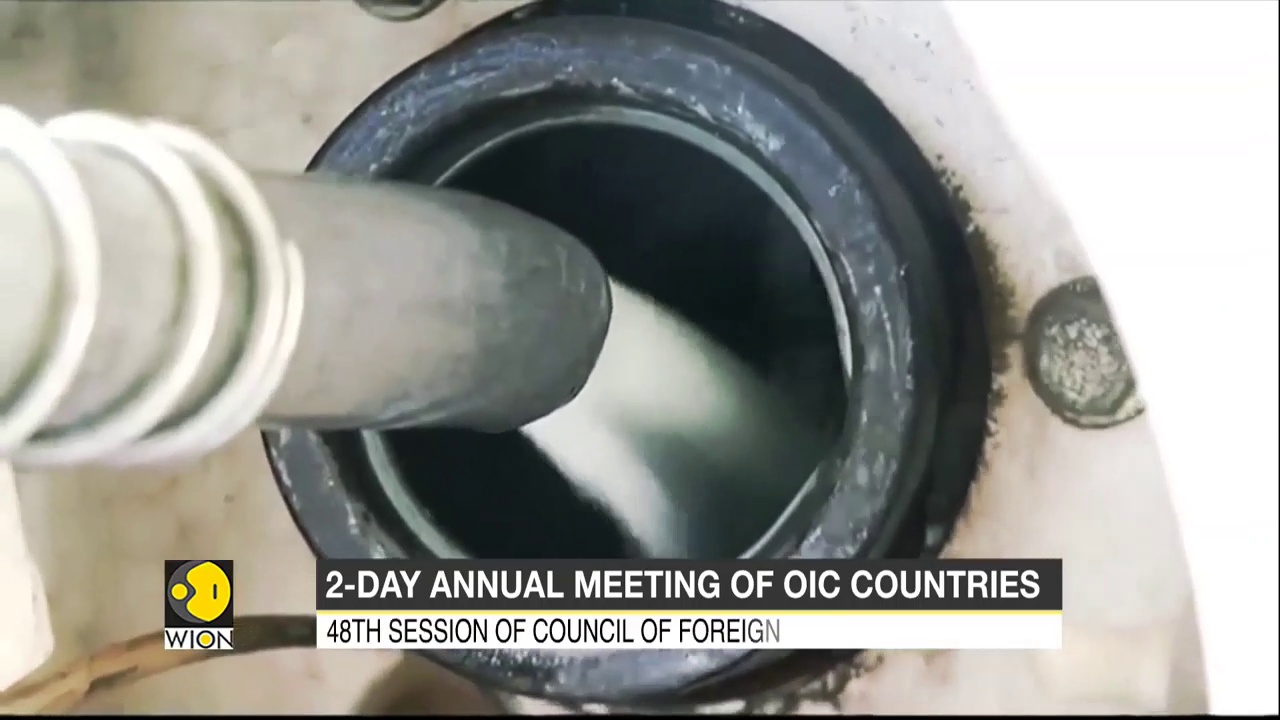 2-DAY ANNUAL MEETING OF OIC COUNTRIES
48TH SESSION OF COUNCIL OF FOREIGN
WION